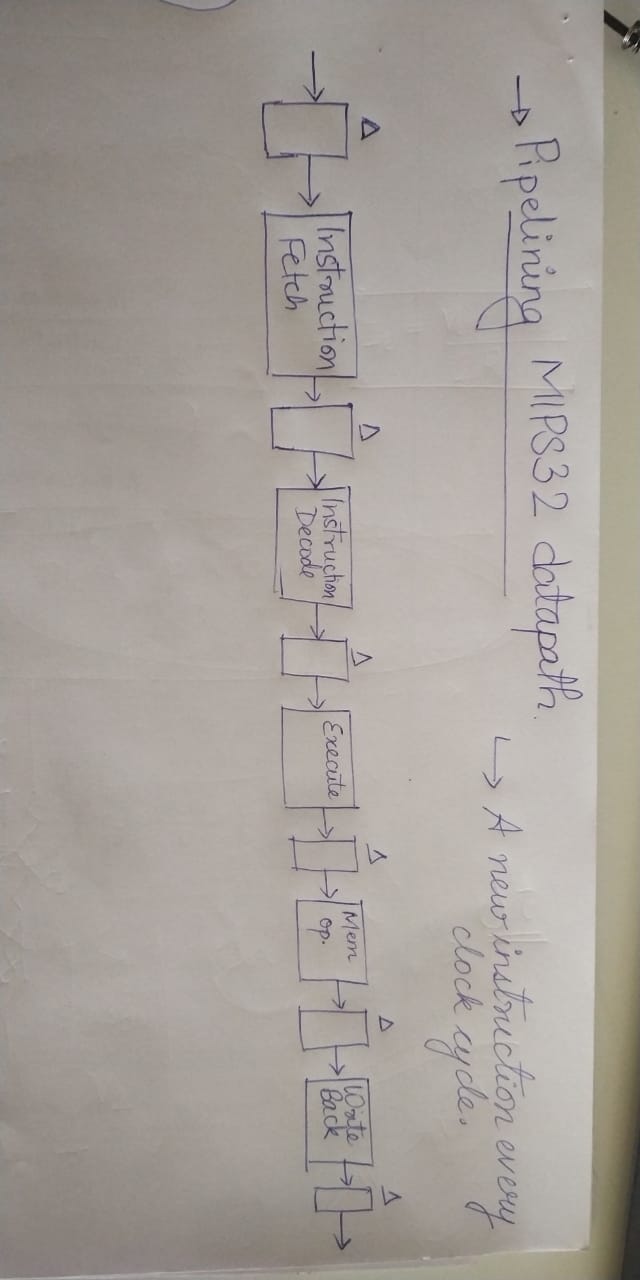 → Pipelining MIPS32 datapath.
↳ A new instruction every
clock cycle.
Δ
Instruction
Fetch
Δ
Instruction
Decode
Δ
Execute
Δ
Mem
op.
Δ
Write
Back
Δ